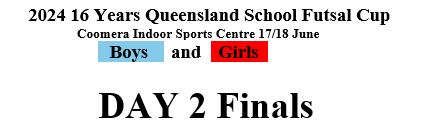 2024 16 Years Queensland School Futsal Cup
Coomera Indoor Sports Centre 17/18 June
Boys and Girls
DAY 2 Finals